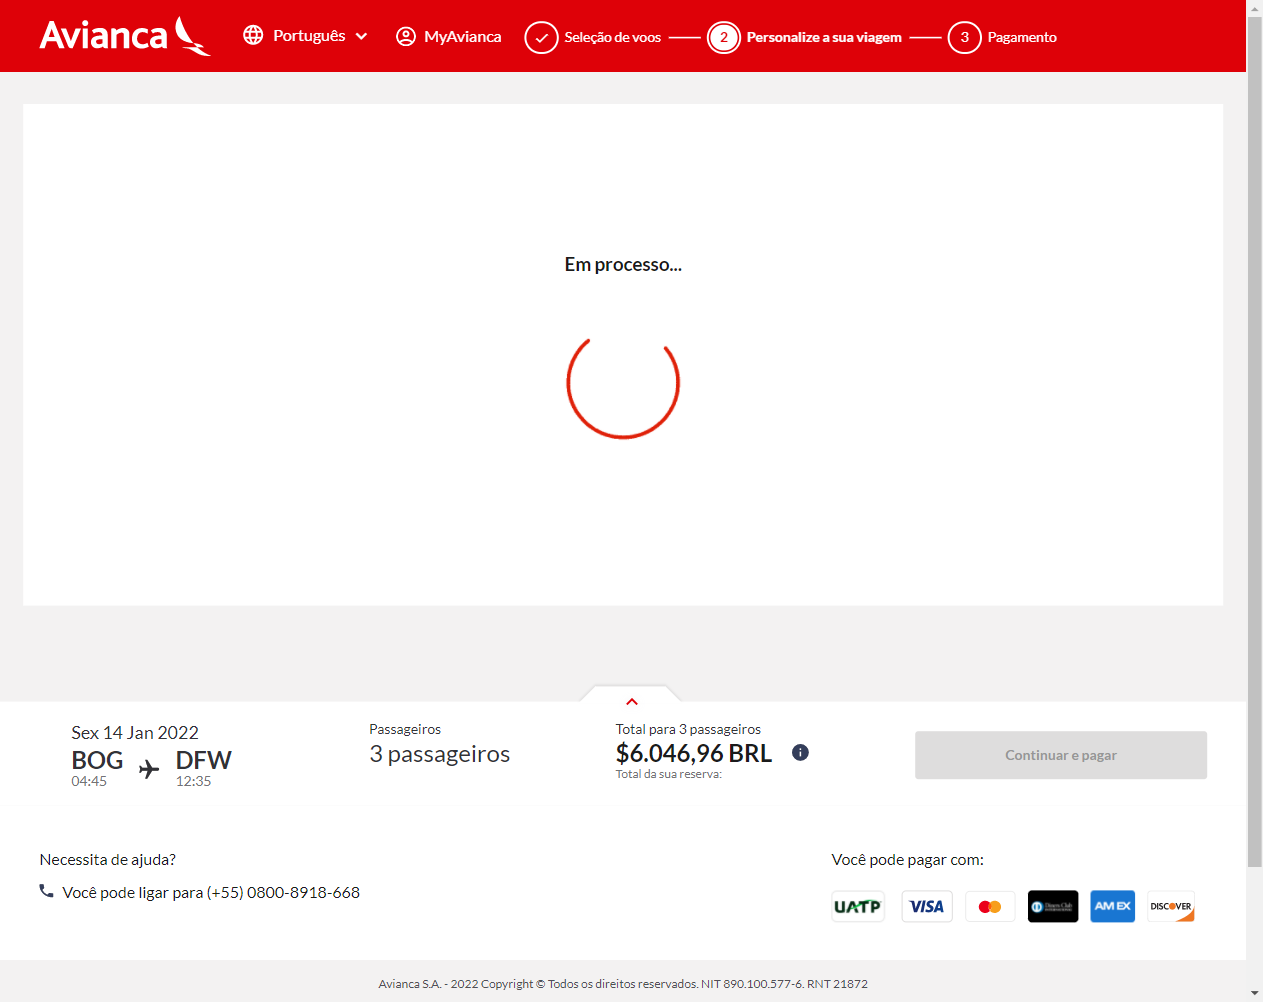 Avianca
Português
MyAvianca
Seleção de voos
2
Personalize a sua viagem
3
Pagamento
Em processo...
Sex 14 Jan 2022
BOG
DFW
04:45
12:35
Passageiros
3 passageiros
Total para 3 passageiros
$6.046,96 BRL
Total da sua reserva:
Continuar e pagar
Necessita de ajuda?
Você pode ligar para (+55) 0800-8918-668
Você pode pagar com:
UATP
VISA
Diners Club
AMEX
DISCOVER
Avianca S.A. - 2022 Copyright © Todos os direitos reservados. NIT 890.100.577-6. RNT 21872